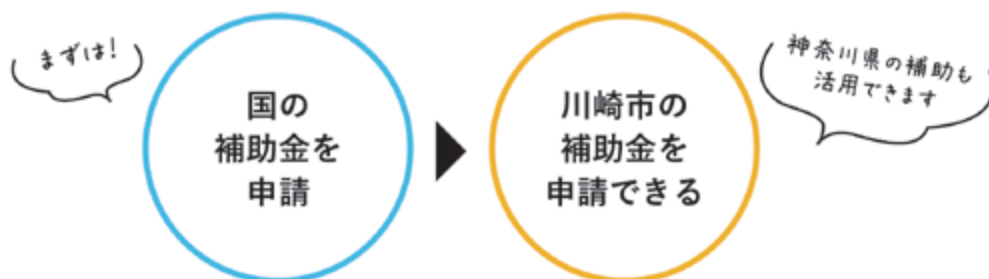 まずは!
国の
補助金を
申請
川崎市の
補助金を
申請できる
神奈川県の補助も
活用できます